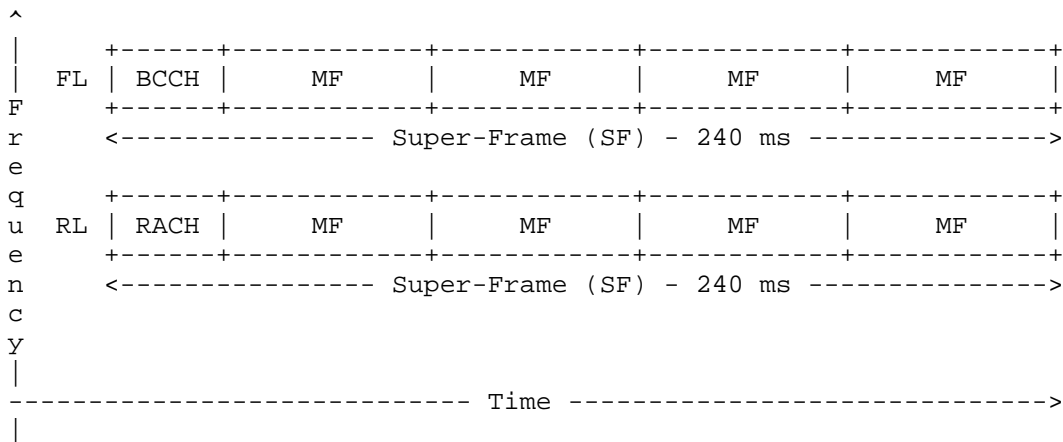 ^
|     +------+------------+------------+------------+------------+
|  FL | BCCH |     MF     |     MF     |     MF     |     MF     |
F     +------+------------+------------+------------+------------+
r     <---------------- Super-Frame (SF) - 240 ms --------------->
e
q     +------+------------+------------+------------+------------+
u  RL | RACH |     MF     |     MF     |     MF     |     MF     |
e     +------+------------+------------+------------+------------+
n     <---------------- Super-Frame (SF) - 240 ms --------------->
c
y
|
----------------------------- Time ------------------------------>
|